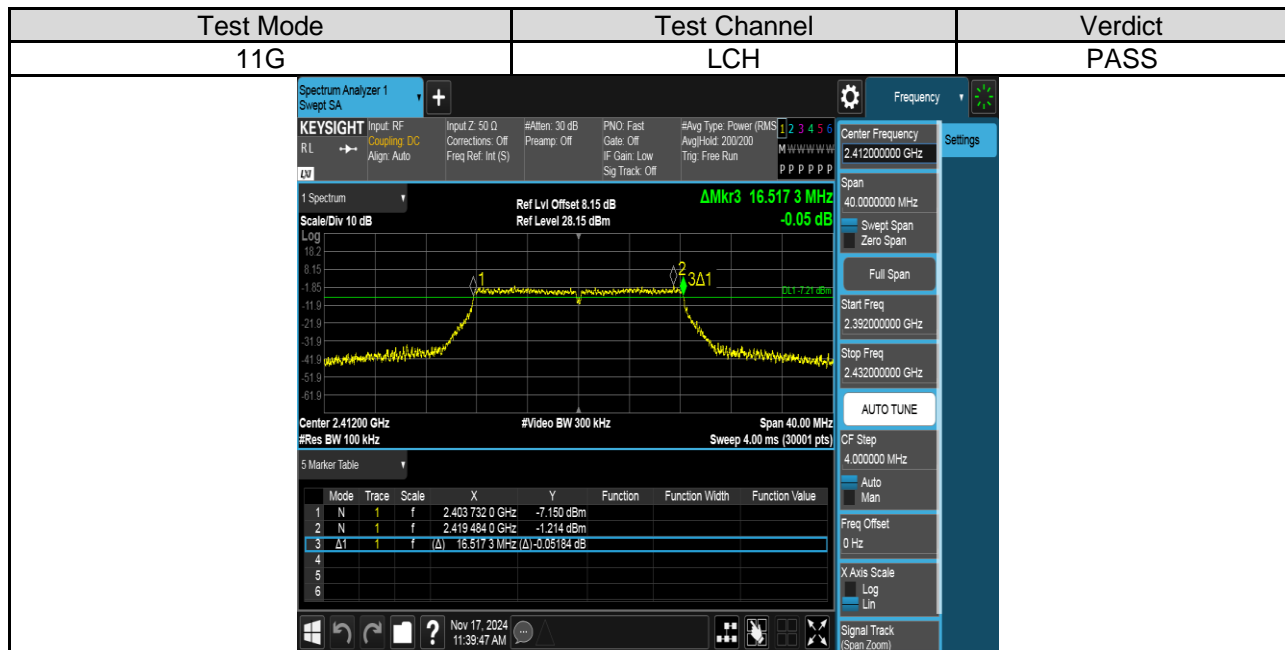 Test Mode Test Channel Verdict
11G LCH PASS
Spectrum Analyzer 1
Swept SA
+
Frequency
KEYSIGHT Input: RF Input Z: 50 Ω #Atten: 30 dB PNO: Fast #Avg Type: Power (RMS 1 2 3 4 5 6
RL Coupling: DC Corrections: Off Preamp: Off Gate: Off Avg|Hold: 200/200 M W W W W W
Align: Auto Freq Ref: Int (S) IF Gain: Low Trig: Free Run
LXI Sig Track: Off P P P P P P
Center Frequency
2.412000000 GHz
Settings
1 Spectrum
Ref Lvl Offset 8.15 dB
ΔMkr3 16.517 3 MHz
Scale/Div 10 dB Ref Level 28.15 dBm -0.05 dB
Log
18.2
8.15
-1.85
-11.9
-21.9
-31.9
-41.9
-51.9
-61.9
1
2
3Δ1
DL1 -7.21 dBm
Center 2.41200 GHz #Video BW 300 kHz Span 40.00 MHz
#Res BW 100 kHz Sweep 4.00 ms (30001 pts)
Span
40.0000000 MHz
Swept Span
Zero Span
Full Span
Start Freq
2.392000000 GHz
Stop Freq
2.432000000 GHz
AUTO TUNE
CF Step
4.000000 MHz
Auto
Man
Freq Offset
0 Hz
X Axis Scale
Log
Lin
Signal Track
(Span Zoom)
5 Marker Table
Mode Trace Scale X Y Function Function Width Function Value
1 N 1 f 2.403 732 0 GHz -7.150 dBm
2 N 1 f 2.419 484 0 GHz -1.214 dBm
3 Δ1 1 f (Δ) 16.517 3 MHz (Δ) -0.05184 dB
4
5
6
? Nov 17, 2024
11:39:47 AM